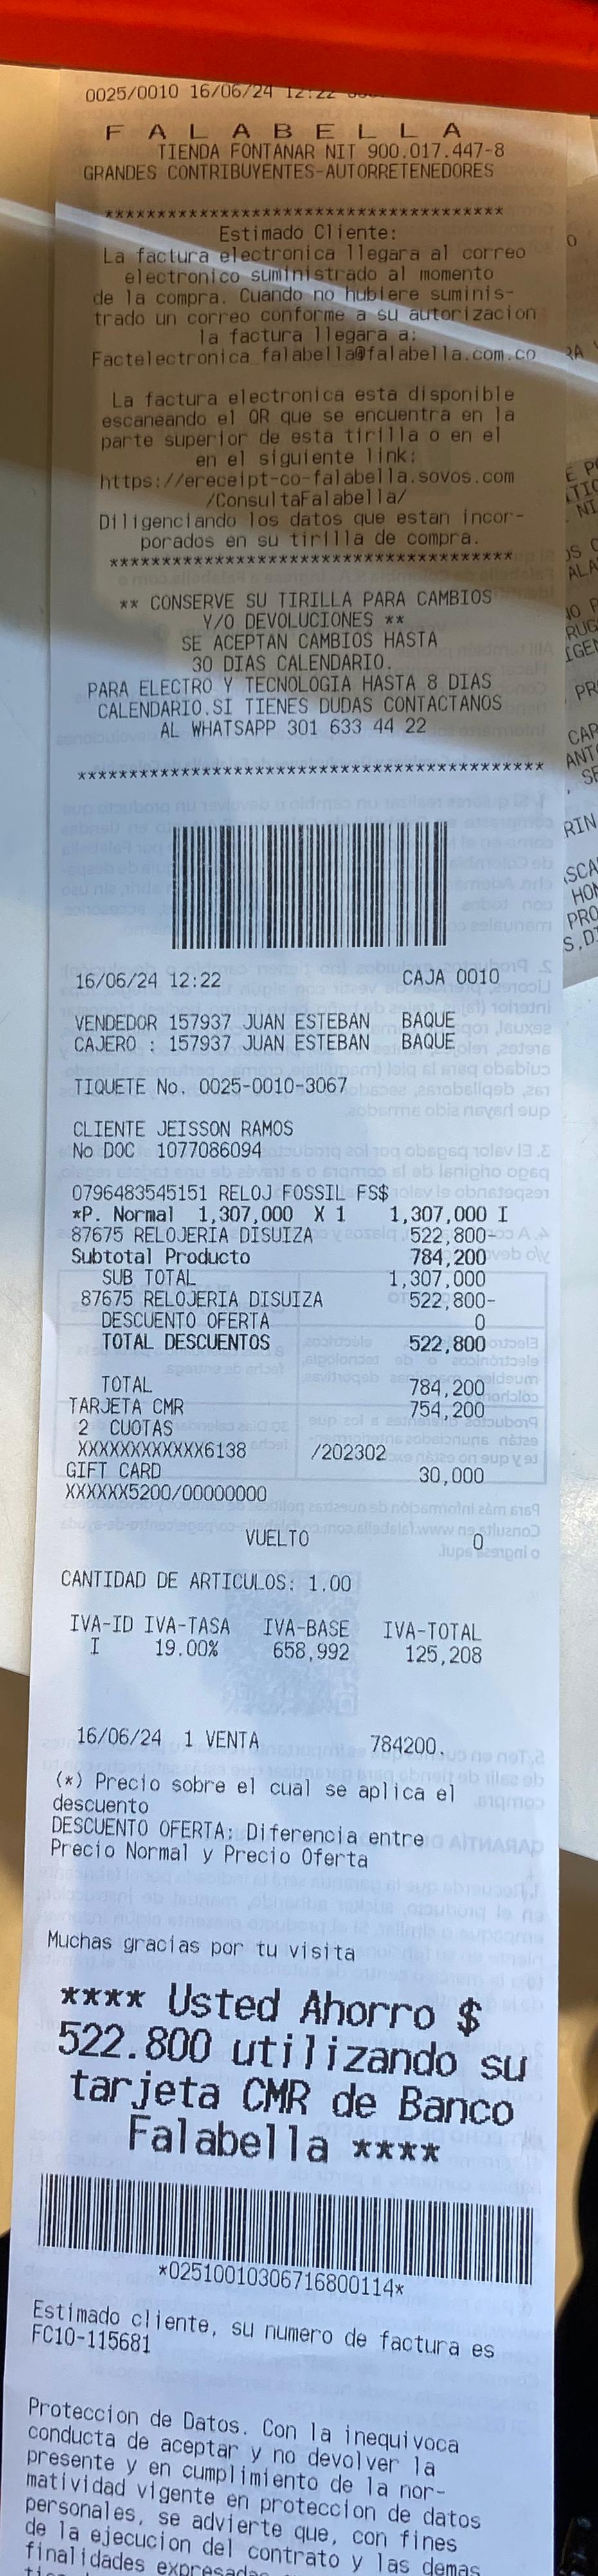 0025/0010 16/06/24 12:22
F A L A B E L L A
TIENDA FONTANAR NIT 900.017.447-8
GRANDES CONTRIBUYENTES-AUTORRETENEDORES
***********************************
Estimado Cliente:
La factura electronica llegara al correo
electronico suministrado al momento
de la compra. Cuando no hubiere suminis-
trado un correo conforme a su autorizacion
la factura llegara a:
Factelectronica_falabella@falabella.com.co
La factura electronica esta disponible
escaneando el QR que se encuentra en la
parte superior de esta tirilla o en el
en el siguiente link:
https://ereceipt-co-falabella.sovos.com
/ConsultaFalabella/
Diligenciando los datos que estan incor-
porados en su tirilla de compra.
***********************************
** CONSERVE SU TIRILLA PARA CAMBIOS
Y/O DEVOLUCIONES **
SE ACEPTAN CAMBIOS HASTA
30 DIAS CALENDARIO.
PARA ELECTRO Y TECNOLOGIA HASTA 8 DIAS
CALENDARIO.SI TIENES DUDAS CONTACTANOS
AL WHATSAPP 301 633 44 22
****************************************
16/06/24 12:22 CAJA 0010
VENDEDOR 157937 JUAN ESTEBAN BAQUE
CAJERO : 157937 JUAN ESTEBAN BAQUE
TIQUETE No. 0025-0010-3067
CLIENTE JEISSON RAMOS
No DOC 1077086094
0796483545151 RELOJ FOSSIL FS$
*P. Normal 1,307,000 X 1 1,307,000 I
87675 RELOJERIA DISUIZA 522,800-
Subtotal Producto 784,200
SUB TOTAL 1,307,000
87675 RELOJERIA DISUIZA 522,800-
DESCUENTO OFERTA 0
TOTAL DESCUENTOS 522,800
TOTAL 784,200
TARJETA CMR 754,200
2 CUOTAS
XXXXXXXXXXXX6138 /202302
GIFT CARD 30,000
XXXXXX5200/00000000
VUELTO 0
CANTIDAD DE ARTICULOS: 1.00
IVA-ID IVA-TASA IVA-BASE IVA-TOTAL
I 19.00% 658,992 125,208
16/06/24 1 VENTA 784200.
(*) Precio sobre el cual se aplica el
descuento
DESCUENTO OFERTA: Diferencia entre
Precio Normal y Precio Oferta
Muchas gracias por tu visita
**** Usted Ahorro $
522.800 utilizando su
tarjeta CMR de Banco
Falabella ****
*02510010306716800114*
Estimado cliente, su numero de factura es
FC10-115681
Proteccion de Datos. Con la inequivoca
conducta de aceptar y no devolver la
presente y en cumplimiento de la nor-
matividad vigente en proteccion de datos
personales, se advierte que, con fines
de la ejecucion del contrato y las demas
finalidades